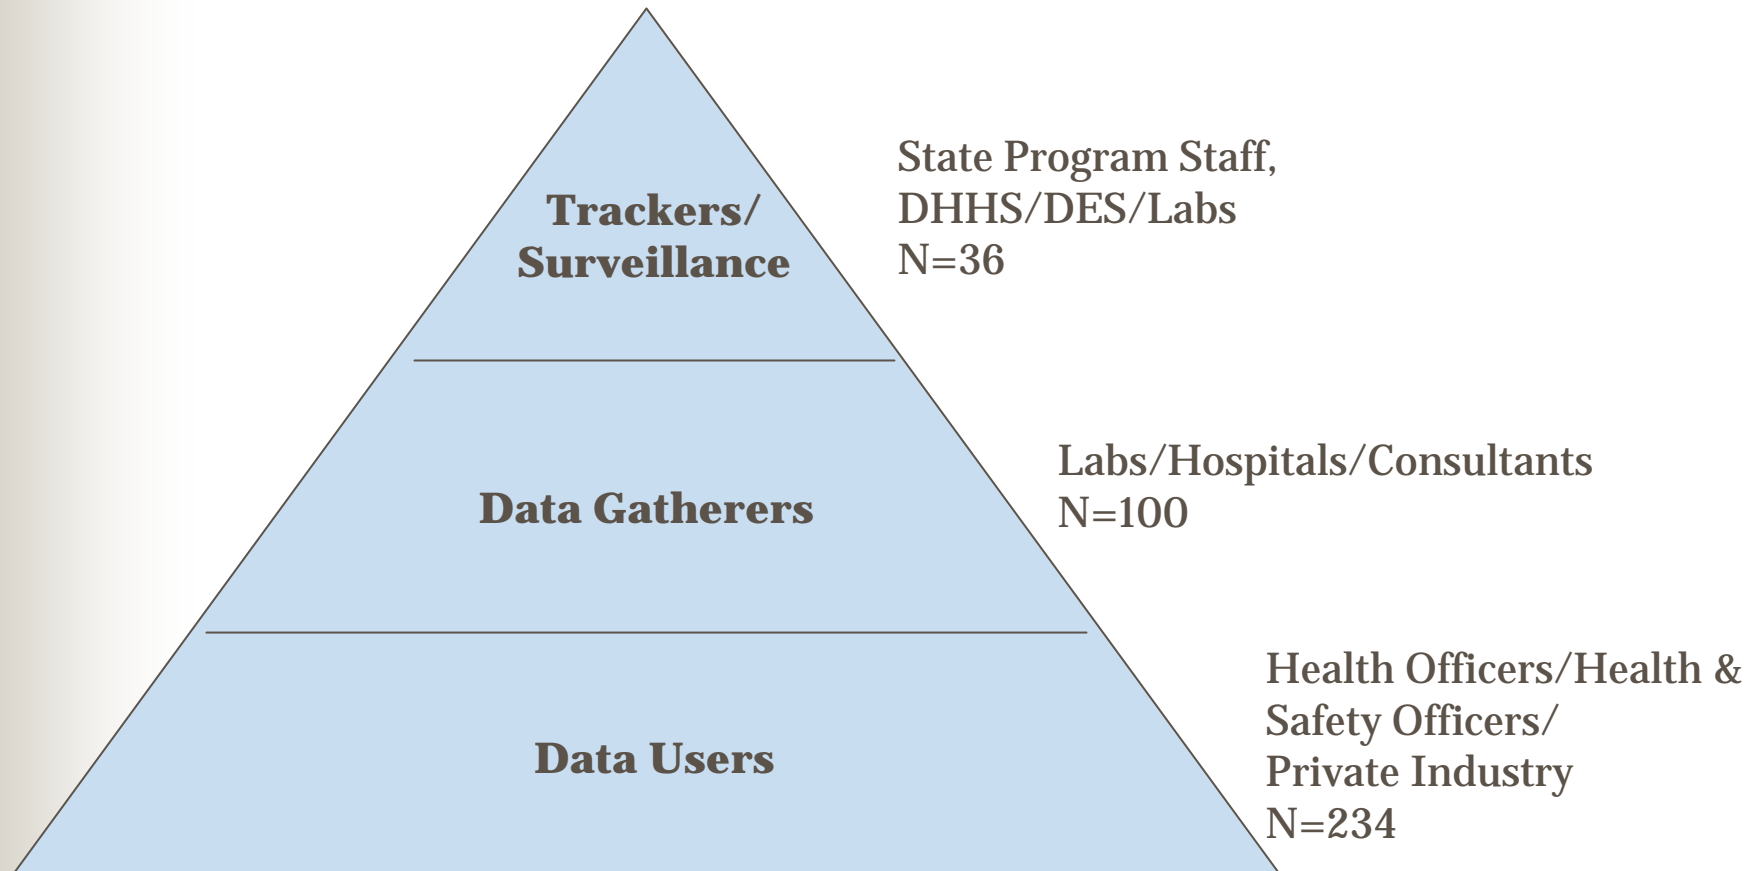 Trackers/
Surveillance
State Program Staff,
DHHS/DES/Labs
N=36
Data Gatherers
Labs/Hospitals/Consultants
N=100
Data Users
Health Officers/Health &
Safety Officers/
Private Industry
N=234